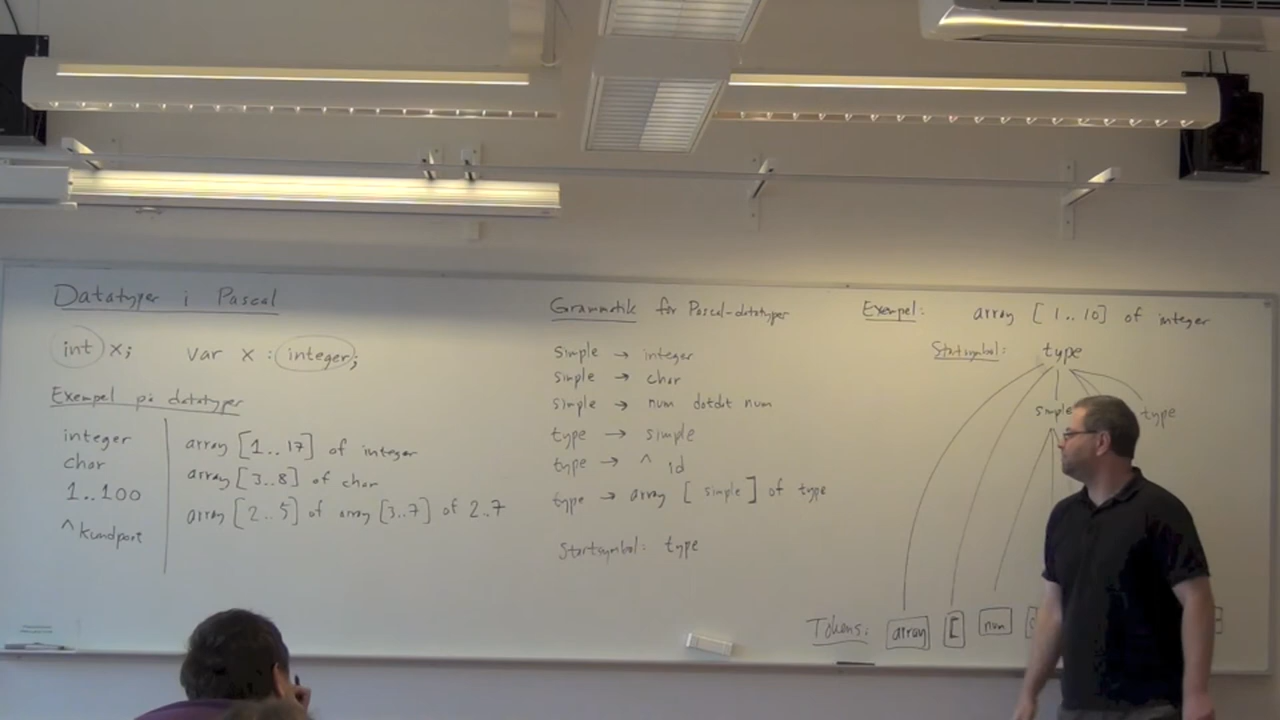 Datatyper i Pascal
int x; var x : integer;
Exempel på datatyper
integer
char
1..100
^kundpost
array [1..17] of integer
array [3..8] of char
array [2..5] of array [3..7] of 2..7
Grammatik för Pascal-datatyper
simple → integer
simple → char
simple → num dotdot num
type → simple
type → ^ id
type → array [ simple ] of type
Startsymbol: type
Exempel: array [1..10] of integer
Startsymbol: type
simple type
Tokens: array [ num